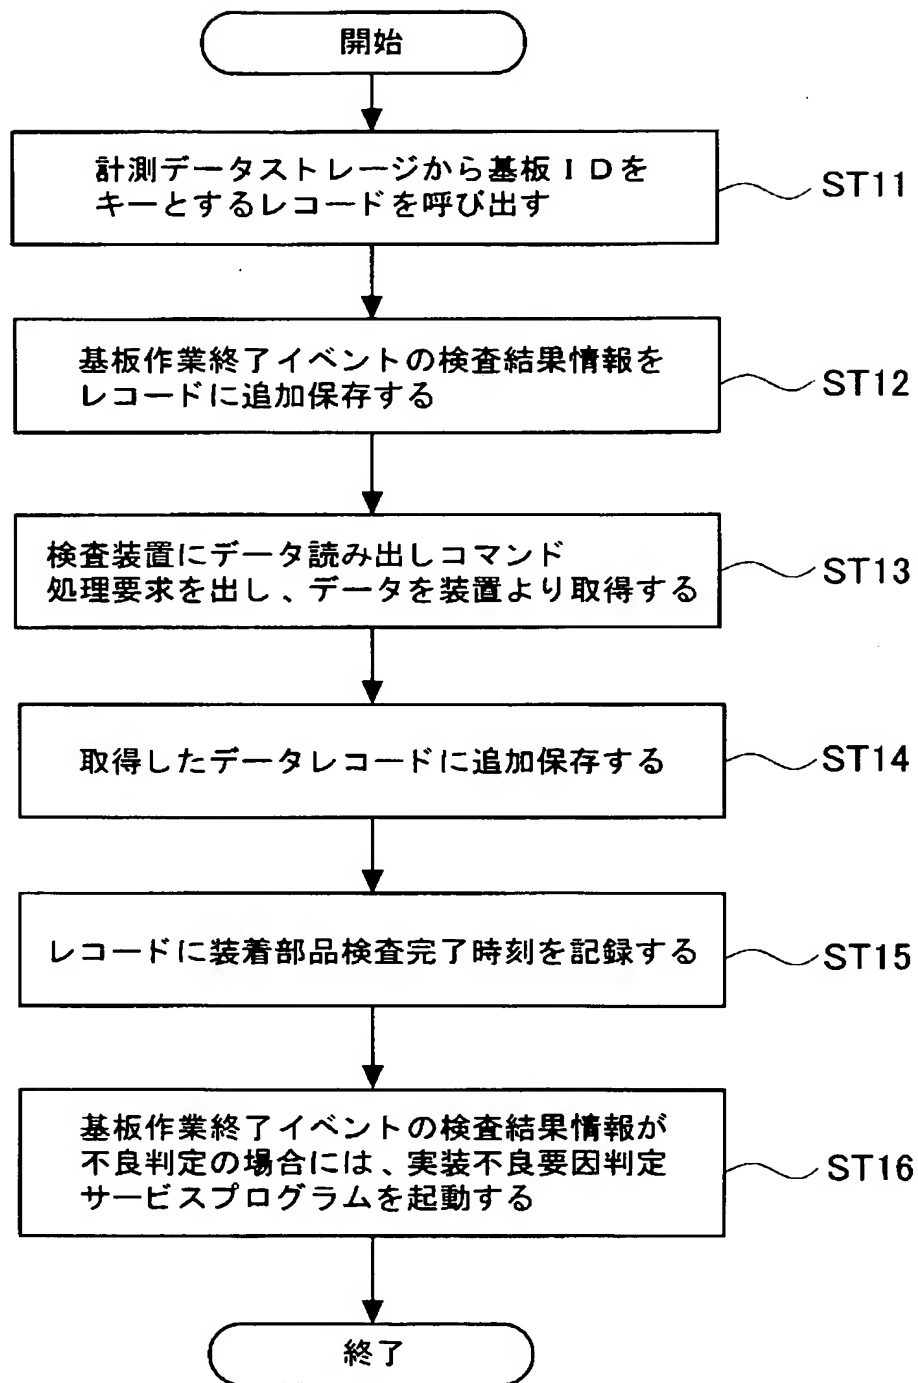 開始
計測データストレージから基板ＩＤを
キーとするレコードを呼び出す
ST11
基板作業終了イベントの検査結果情報を
レコードに追加保存する
ST12
検査装置にデータ読み出しコマンド
処理要求を出し、データを装置より取得する
ST13
取得したデータレコードに追加保存する
ST14
レコードに装着部品検査完了時刻を記録する
ST15
基板作業終了イベントの検査結果情報が
不良判定の場合には、実装不良要因判定
サービスプログラムを起動する
ST16
終了